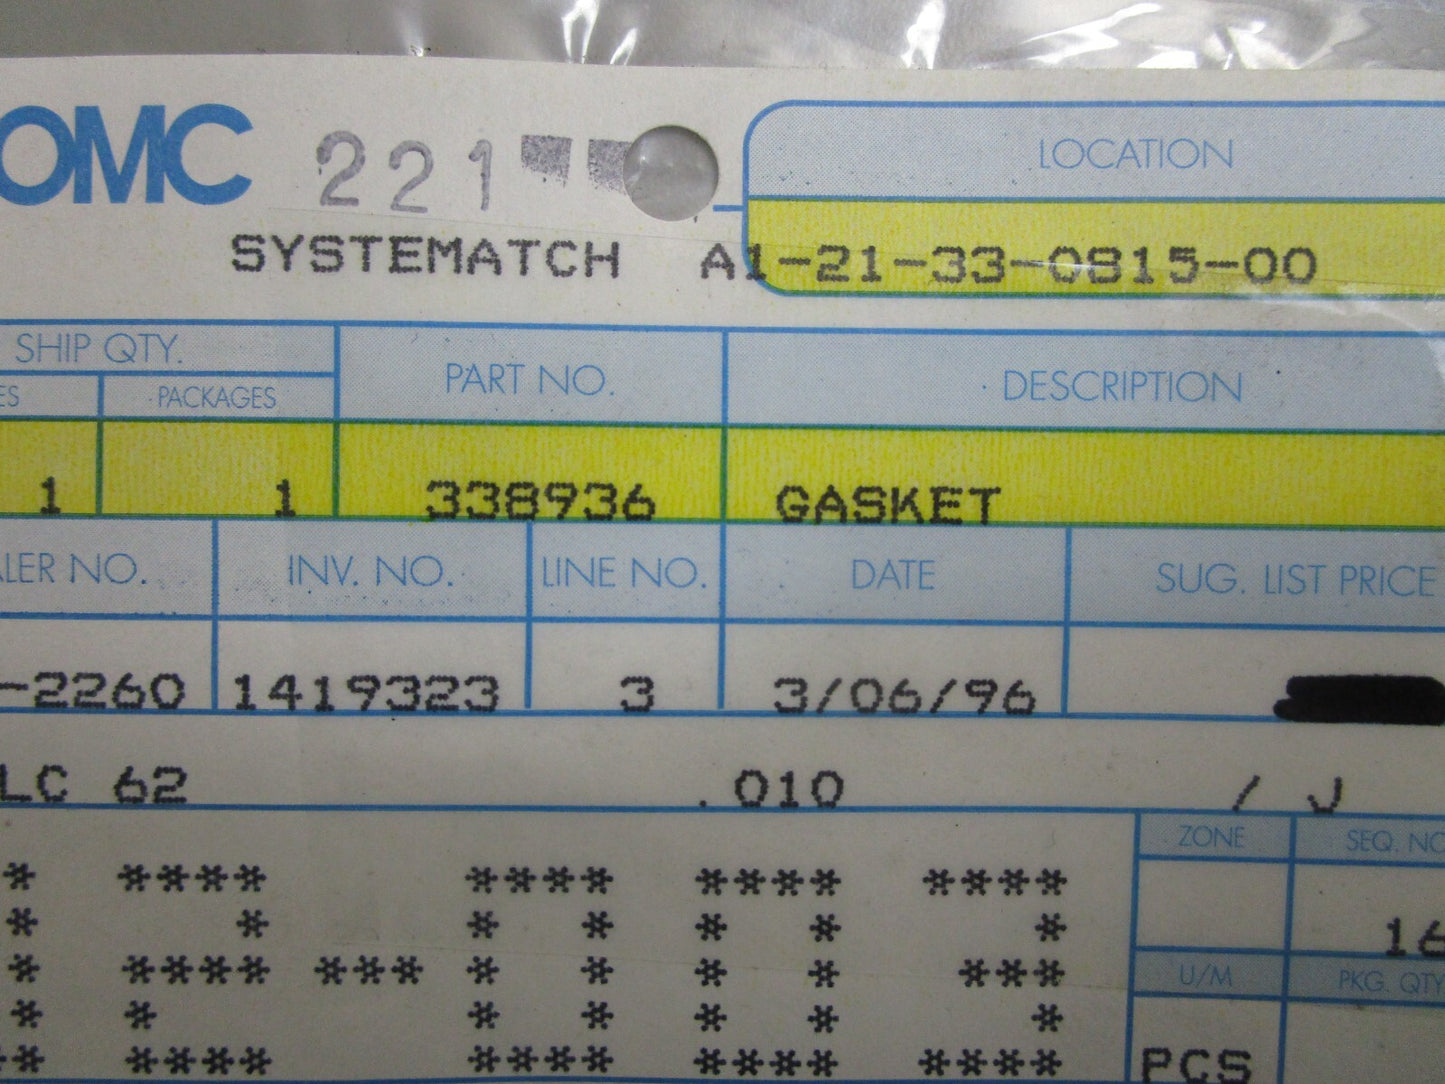 OMC 221 LOCATION
SYSTEMATCH A1-21-33-0815-00
SHIP QTY. PART NO. DESCRIPTION
ES PACKAGES
1 1 338936 GASKET
LER NO. INV. NO. LINE NO. DATE SUG. LIST PRICE
-2260 1419323 3 3/06/96
LC 62 .010 / J
ZONE SEQ. NO
* **** **** **** ****
* * * * * * *
16
* **** *** * * * * ***
U/M PKG. QTY
* * * * * * *
** **** **** **** ****
PCS